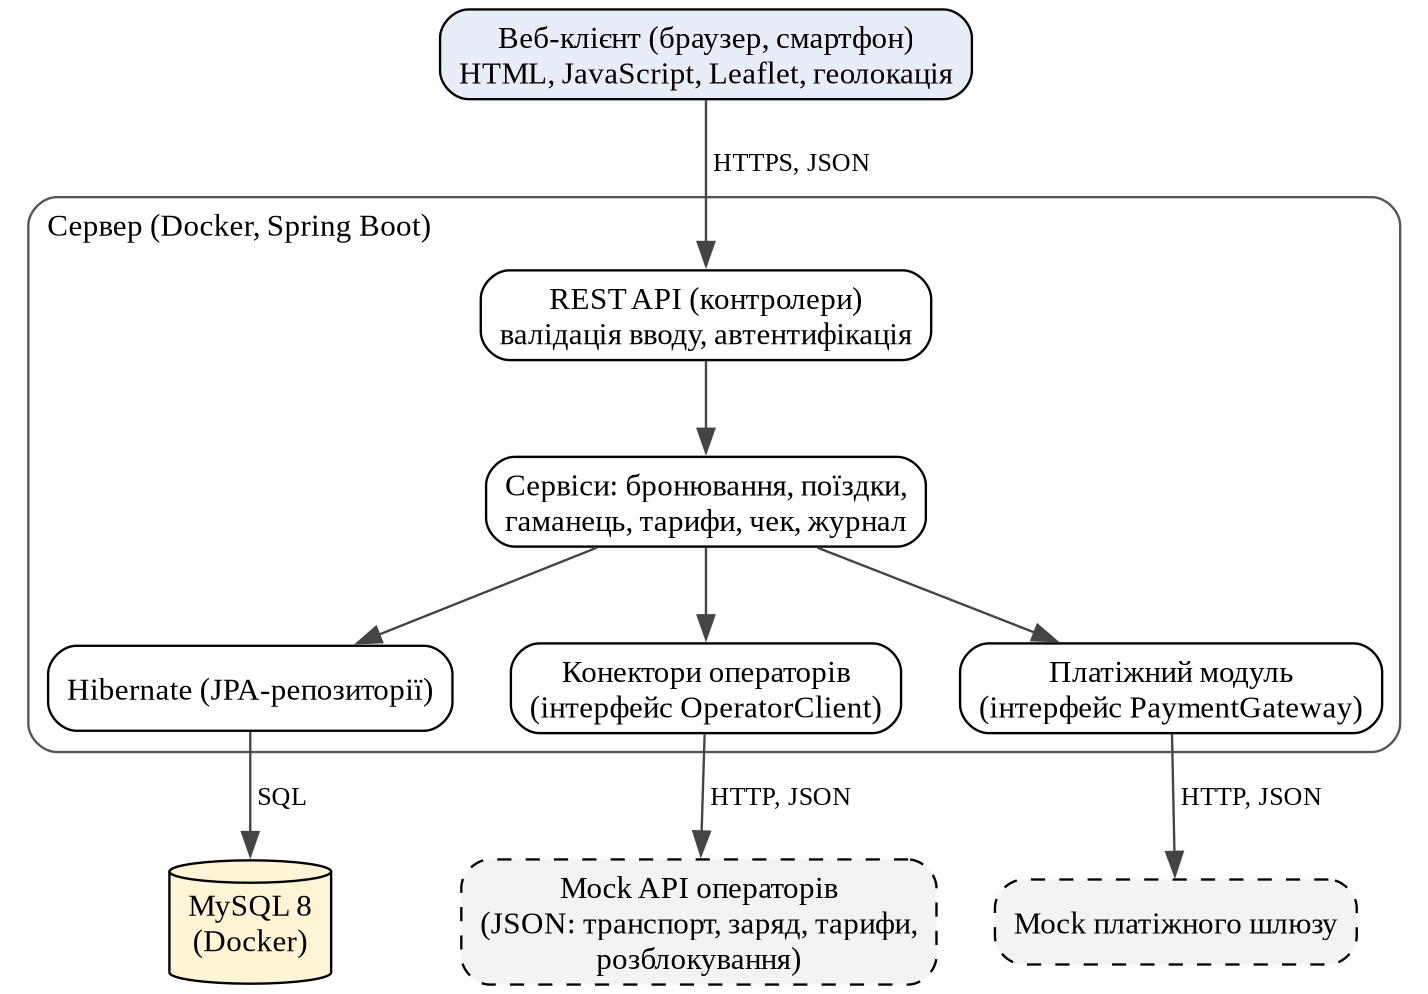 Веб-клієнт (браузер, смартфон)
HTML, JavaScript, Leaflet, геолокація
HTTPS, JSON
Сервер (Docker, Spring Boot)
REST API (контролери)
валідація вводу, автентифікація
Сервіси: бронювання, поїздки,
гаманець, тарифи, чек, журнал
Hibernate (JPA-репозиторії)
Конектори операторів
(інтерфейс OperatorClient)
Платіжний модуль
(інтерфейс PaymentGateway)
SQL
HTTP, JSON
HTTP, JSON
MySQL 8
(Docker)
Mock API операторів
(JSON: транспорт, заряд, тарифи,
розблокування)
Mock платіжного шлюзу